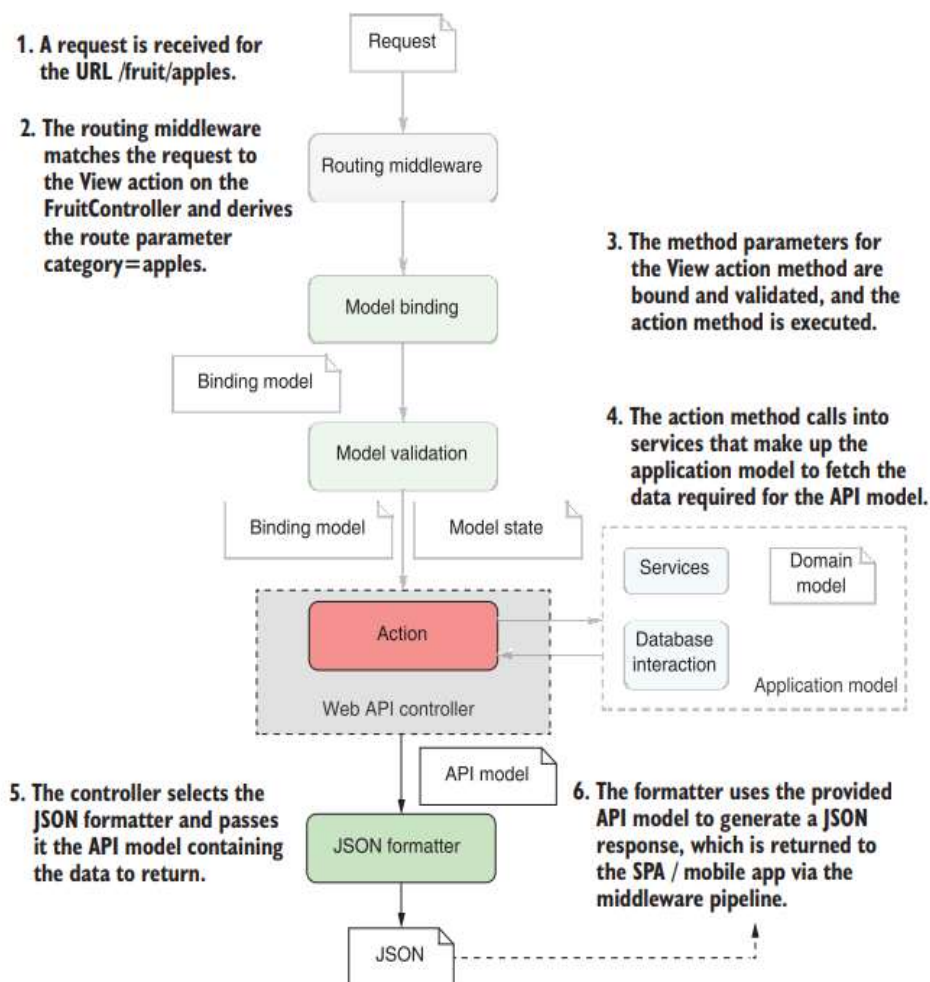 Request
1. A request is received for
the URL /fruit/apples.
2. The routing middleware
matches the request to
the View action on the
FruitController and derives
the route parameter
category=apples.
Routing middleware
3. The method parameters for
the View action method are
bound and validated, and the
action method is executed.
Model binding
Binding model
Model validation
4. The action method calls into
services that make up the
application model to fetch the
data required for the API model.
Binding model
Model state
Services
Domain
model
Action
Database
interaction
Application model
Web API controller
API model
5. The controller selects the
JSON formatter and passes
it the API model containing
the data to return.
JSON formatter
6. The formatter uses the provided
API model to generate a JSON
response, which is returned to
the SPA / mobile app via the
middleware pipeline.
JSON